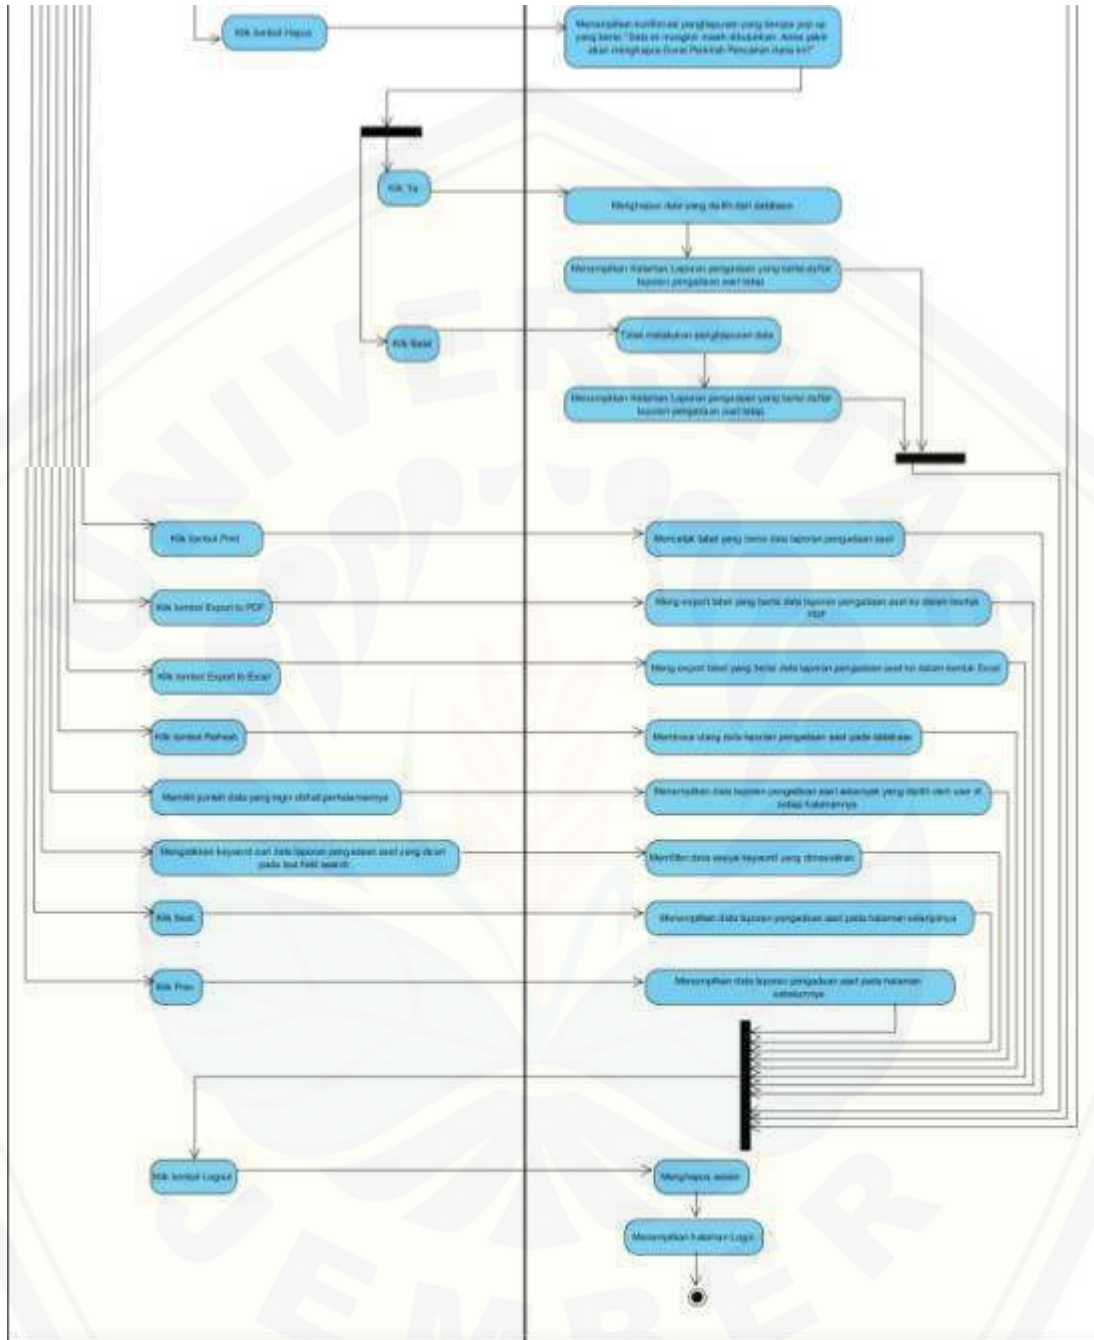 Klik tombol Hapus
Menampilkan konfirmasi penghapusan yang berupa pop up
yang berisi "Data ini mungkin masih dibutuhkan. Anda yakin
akan menghapus Surat Perintah Pencairan dana ini?"
Klik Ya
Menghapus data yang dipilih dari database
Menampilkan Halaman Laporan pengadaan yang berisi daftar
laporan pengadaan aset tetap
Klik Batal
Tidak melakukan penghapusan data
Menampilkan Halaman Laporan pengadaan yang berisi daftar
laporan pengadaan aset tetap
Klik tombol Print
Mencetak tabel yang berisi data laporan pengadaan aset
Klik tombol Export to PDF
Meng-export tabel yang berisi data laporan pengadaan aset ke dalam bentuk
PDF
Klik tombol Export to Excel
Meng-export tabel yang berisi data laporan pengadaan aset ke dalam bentuk Excel
Klik tombol Refresh
Membaca ulang data laporan pengadaan aset pada database
Memilih jumlah data yang ingin dilihat perhalamannya
Menampilkan data laporan pengadaan aset sebanyak yang dipilih oleh user di
setiap halamannya
Mengetikkan keyword dari data laporan pengadaan aset yang dicari
pada text field search
Memfilter data sesuai keyword yang dimasukkan
Klik Next
Menampilkan data laporan pengadaan aset pada halaman selanjutnya
Klik Prev
Menampilkan data laporan pengadaan aset pada halaman
sebelumnya
Klik tombol Logout
Menghapus sesion
Menampilkan halaman Login
UNIVERSITAS
JEMBER